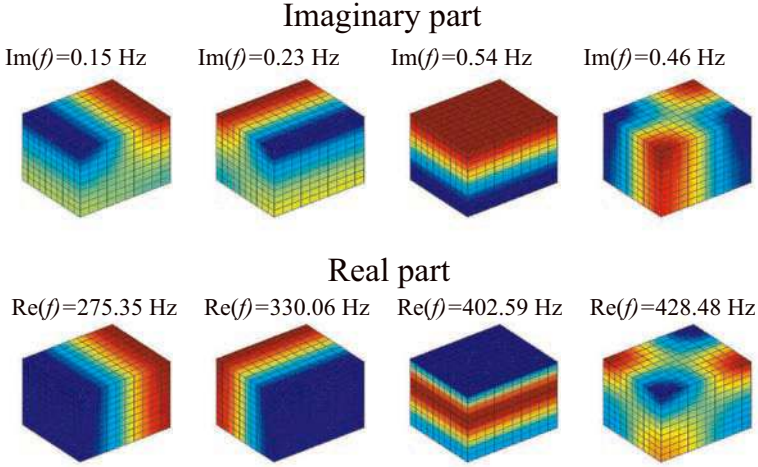 Imaginary part
Im(f)=0.15 Hz Im(f)=0.23 Hz Im(f)=0.54 Hz Im(f)=0.46 Hz
Real part
Re(f)=275.35 Hz Re(f)=330.06 Hz Re(f)=402.59 Hz Re(f)=428.48 Hz